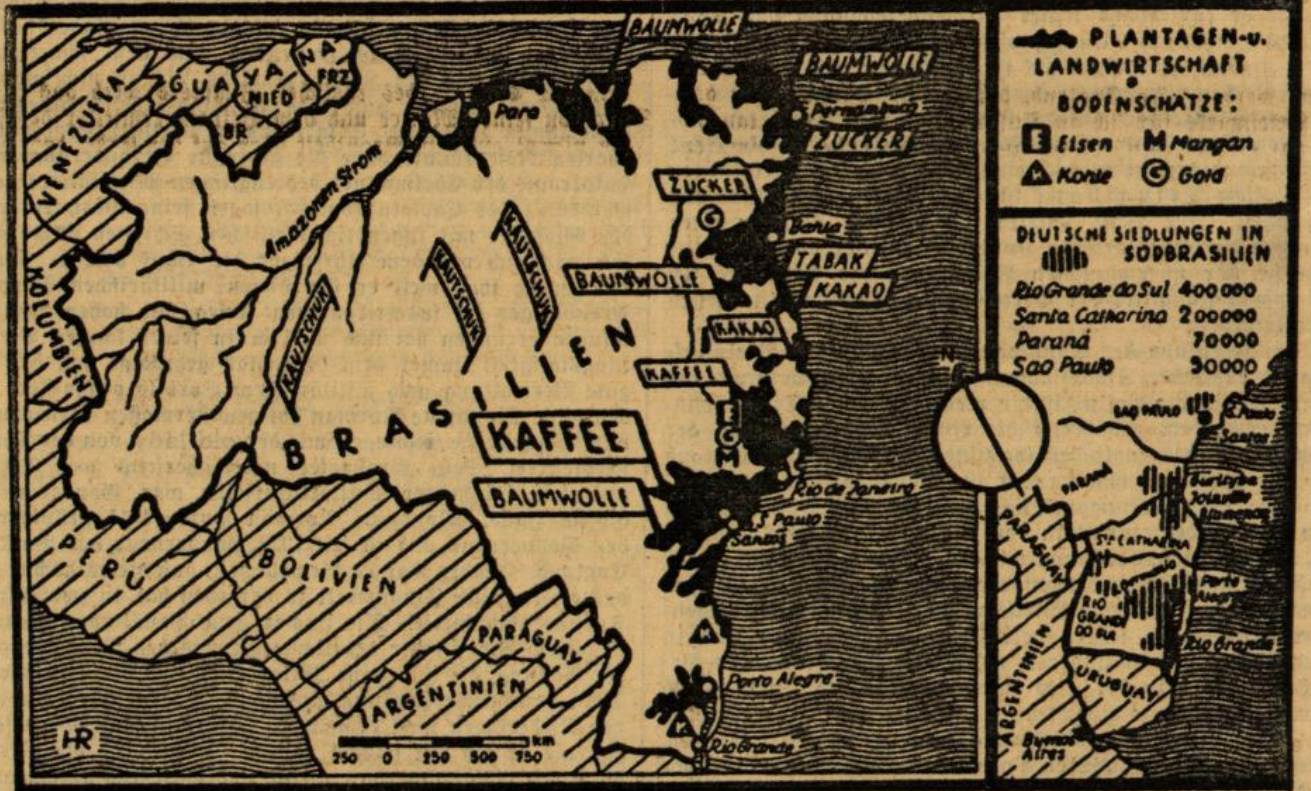 BAUMWOLLE
BAUMWOLLE
Pernambuco
ZUCKER
VENEZUELA
GUAYANA
BR
NIED
FRZ
Para
Amazonen Strom
ZUCKER
G
Bahia
TABAK
KAKAO
KAUTSCHUK
KAUTSCHUK
KAUTSCHUK
BAUMWOLLE
KAKAO
KAFFEE
KOLUMBIEN
BRASILIEN
E
G
M
KAFFEE
BAUMWOLLE
Rio de Janeiro
S. Paulo
Santos
PERU
BOLIVIEN
PARAGUAY
ARGENTINIEN
K
Porto Alegre
K
Rio Grande
HR
250 0 250 500 750 km
PLANTAGEN-u.
LANDWIRTSCHAFT
BODENSCHÄTZE:
E Eisen M Mangan
K Kohle G Gold
DEUTSCHE SIEDLUNGEN IN
SÜDBRASILIEN
Rio Grande do Sul 400000
Santa Catharina 200000
Paraná 70000
Sao Paulo 30000
N
SAO PAULO
S. Paulo
Santos
PARANÁ
Curityba
Joinville
Blumenau
PARAGUAY
STA CATHARINA
Porto
Alegre
RIO
GRANDE
DO SUL
Rio Grande
URUGUAY
ARGENTINIEN
Buenos
Aires